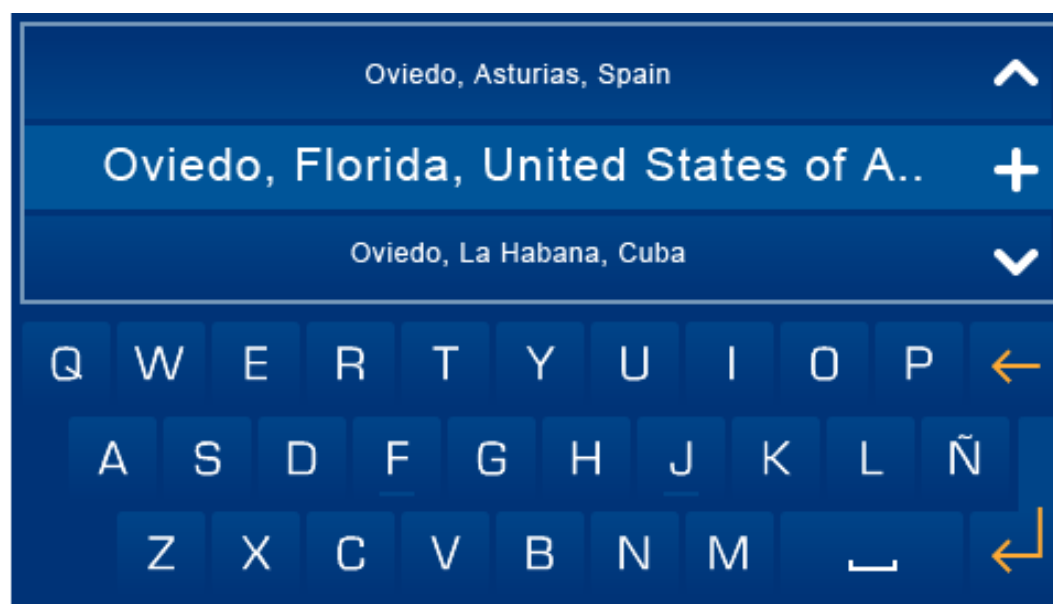 Oviedo, Asturias, Spain
Oviedo, Florida, United States of A..
Oviedo, La Habana, Cuba
Q W E R T Y U I O P
A S D F G H J K L Ñ
Z X C V B N M